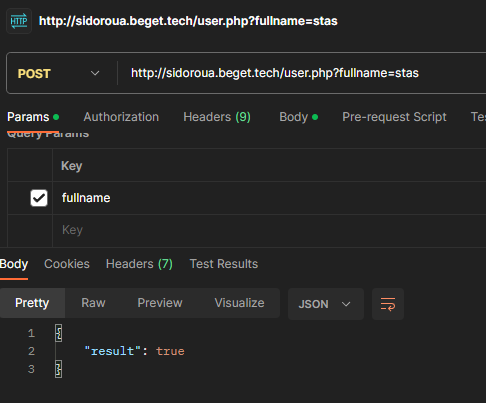 HTTP http://sidoroua.beget.tech/user.php?fullname=stas
POST http://sidoroua.beget.tech/user.php?fullname=stas
Params Authorization Headers (9) Body Pre-request Script Te
Query Params
Key
fullname
Key
Body Cookies Headers (7) Test Results
Pretty Raw Preview Visualize JSON
1 {
2 "result": true
3 }